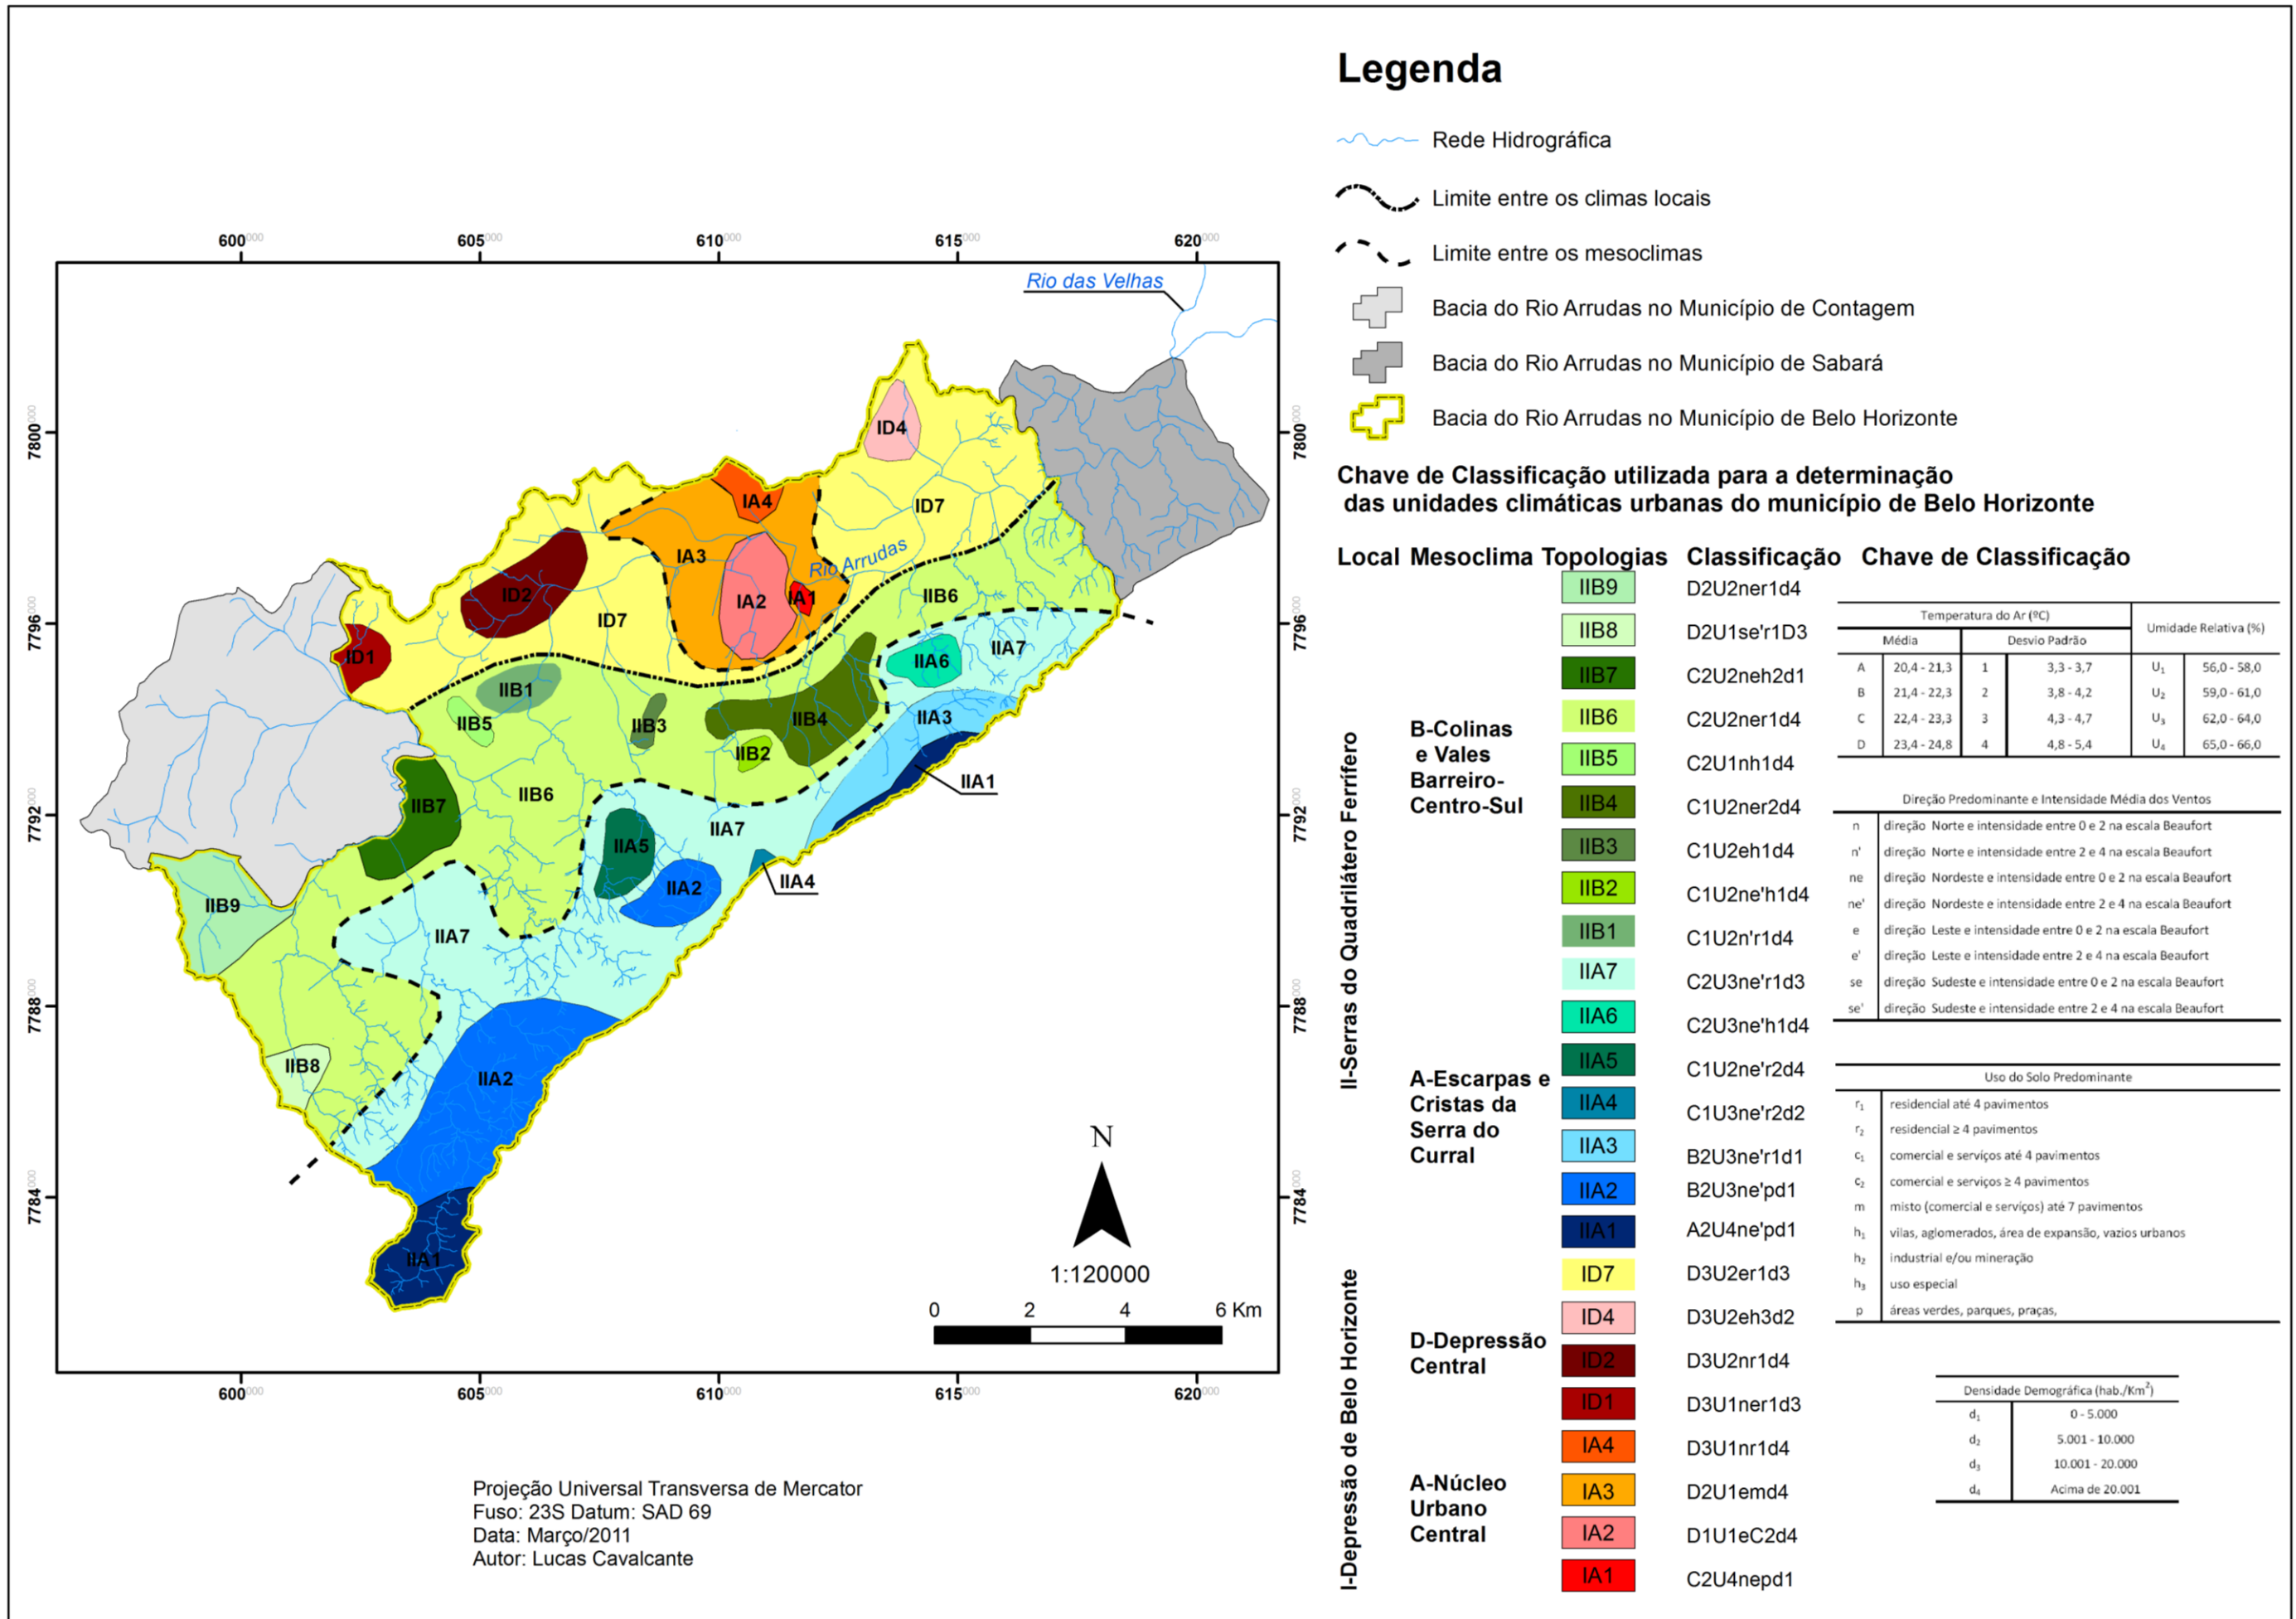 Legenda
Rede Hidrográfica
Limite entre os climas locais
Limite entre os mesoclimas
Bacia do Rio Arrudas no Município de Contagem
Bacia do Rio Arrudas no Município de Sabará
Bacia do Rio Arrudas no Município de Belo Horizonte
600000 605000 610000 615000 620000
Rio das Velhas
7800000
7796000
7792000
7788000
7784000
7800000
7796000
7792000
7788000
7784000
ID4
IA4
ID7
IA3
Rio Arrudas
ID2
IA2
IA1
IIB6
ID7
ID1
IIA6
IIA7
IIB1
IIB5
IIB3
IIB4
IIA3
IIB2
IIA1
IIB6
IIB7
IIA7
IIA5
IIA4
IIA2
IIB9
IIA7
IIB8
IIA2
IIA1
N
1:120000
0 2 4 6 Km
600000 605000 610000 615000 620000
Projeção Universal Transversa de Mercator
Fuso: 23S Datum: SAD 69
Data: Março/2011
Autor: Lucas Cavalcante
Chave de Classificação utilizada para a determinação
das unidades climáticas urbanas do município de Belo Horizonte
Local Mesoclima Topologias Classificação Chave de Classificação
II-Serras do Quadrilátero Ferrífero
B-Colinas
e Vales
Barreiro-
Centro-Sul
IIB9 D2U2ner1d4
IIB8 D2U1se'r1D3
IIB7 C2U2neh2d1
IIB6 C2U2ner1d4
IIB5 C2U1nh1d4
IIB4 C1U2ner2d4
IIB3 C1U2eh1d4
IIB2 C1U2ne'h1d4
IIB1 C1U2n'r1d4
A-Escarpas e
Cristas da
Serra do
Curral
IIA7 C2U3ne'r1d3
IIA6 C2U3ne'h1d4
IIA5 C1U2ne'r2d4
IIA4 C1U3ne'r2d2
IIA3 B2U3ne'r1d1
IIA2 B2U3ne'pd1
IIA1 A2U4ne'pd1
I-Depressão de Belo Horizonte
D-Depressão
Central
ID7 D3U2er1d3
ID4 D3U2eh3d2
ID2 D3U2nr1d4
ID1 D3U1ner1d3
A-Núcleo
Urbano
Central
IA4 D3U1nr1d4
IA3 D2U1emd4
IA2 D1U1eC2d4
IA1 C2U4nepd1
Temperatura do Ar (ºC) Umidade Relativa (%)
Média Desvio Padrão
A 20,4 - 21,3 1 3,3 - 3,7 U1 56,0 - 58,0
B 21,4 - 22,3 2 3,8 - 4,2 U2 59,0 - 61,0
C 22,4 - 23,3 3 4,3 - 4,7 U3 62,0 - 64,0
D 23,4 - 24,8 4 4,8 - 5,4 U4 65,0 - 66,0
Direção Predominante e Intensidade Média dos Ventos
n direção Norte e intensidade entre 0 e 2 na escala Beaufort
n' direção Norte e intensidade entre 2 e 4 na escala Beaufort
ne direção Nordeste e intensidade entre 0 e 2 na escala Beaufort
ne' direção Nordeste e intensidade entre 2 e 4 na escala Beaufort
e direção Leste e intensidade entre 0 e 2 na escala Beaufort
e' direção Leste e intensidade entre 2 e 4 na escala Beaufort
se direção Sudeste e intensidade entre 0 e 2 na escala Beaufort
se' direção Sudeste e intensidade entre 2 e 4 na escala Beaufort
Uso do Solo Predominante
r1 residencial até 4 pavimentos
r2 residencial ≥ 4 pavimentos
c1 comercial e serviços até 4 pavimentos
c2 comercial e serviços ≥ 4 pavimentos
m misto (comercial e serviços) até 7 pavimentos
h1 vilas, aglomerados, área de expansão, vazios urbanos
h2 industrial e/ou mineração
h3 uso especial
p áreas verdes, parques, praças,
Densidade Demográfica (hab./Km2)
d1 0 - 5.000
d2 5.001 - 10.000
d3 10.001 - 20.000
d4 Acima de 20.001